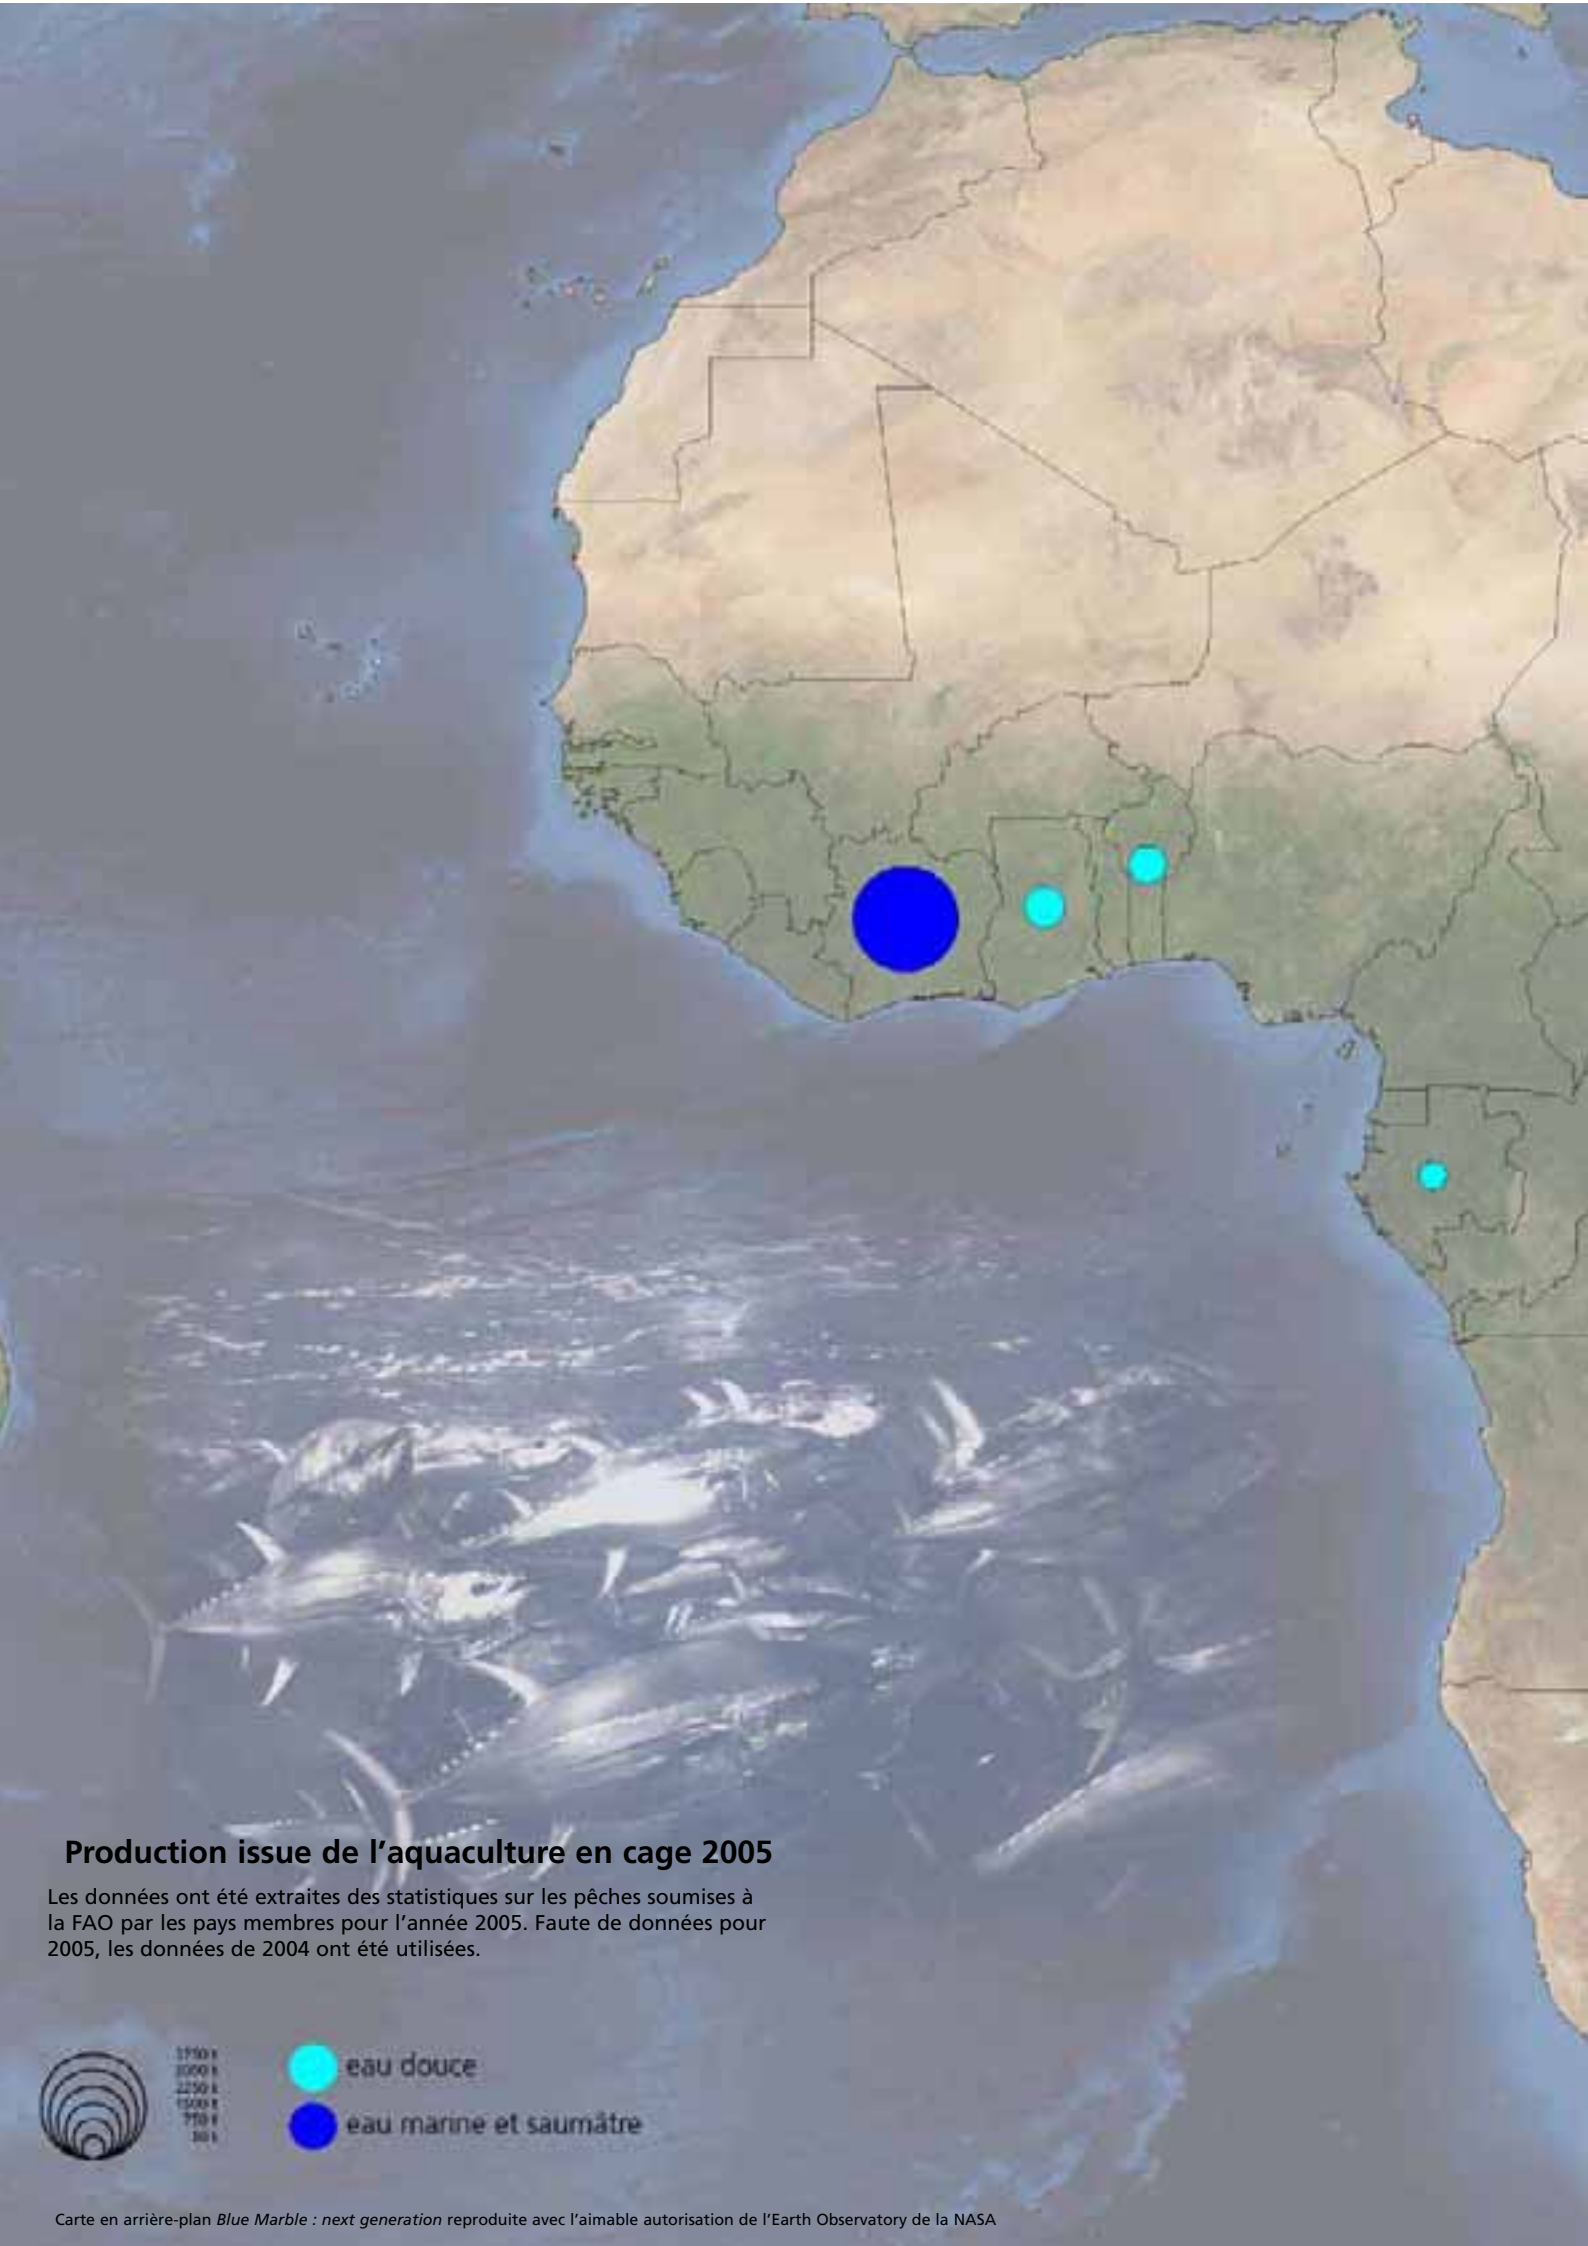 Production issue de l'aquaculture en cage 2005
Les données ont été extraites des statistiques sur les pêches soumises à
la FAO par les pays membres pour l'année 2005. Faute de données pour
2005, les données de 2004 ont été utilisées.
2250 t
1500 t
750 t
eau douce
eau marine et saumâtre
Carte en arrière-plan Blue Marble : next generation reproduite avec l'aimable autorisation de l'Earth Observatory de la NASA